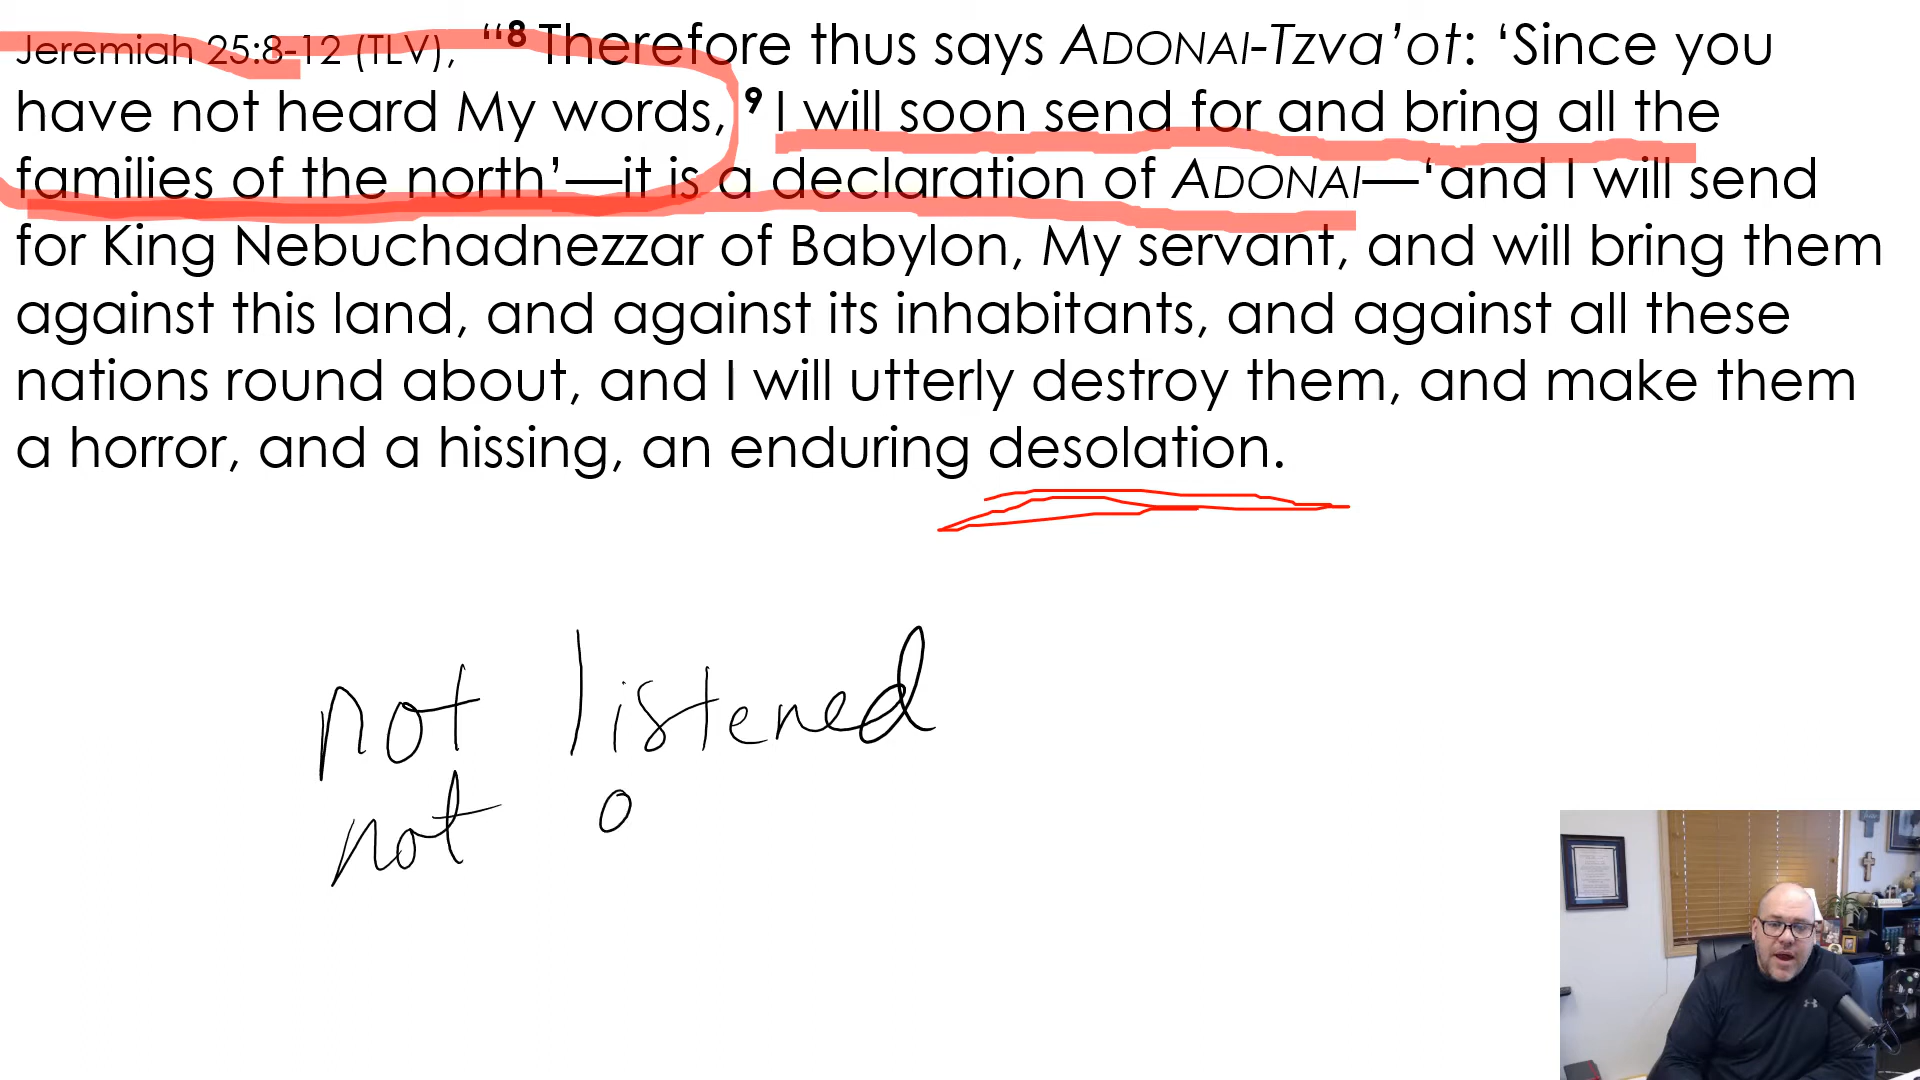 Jeremiah 25:8-12 (TLV), “8 Therefore thus says ADONAI-Tzva’ot: ‘Since you
have not heard My words, 9 I will soon send for and bring all the
families of the north’—it is a declaration of ADONAI—‘and I will send
for King Nebuchadnezzar of Babylon, My servant, and will bring them
against this land, and against its inhabitants, and against all these
nations round about, and I will utterly destroy them, and make them
a horror, and a hissing, an enduring desolation.
not listened
not o